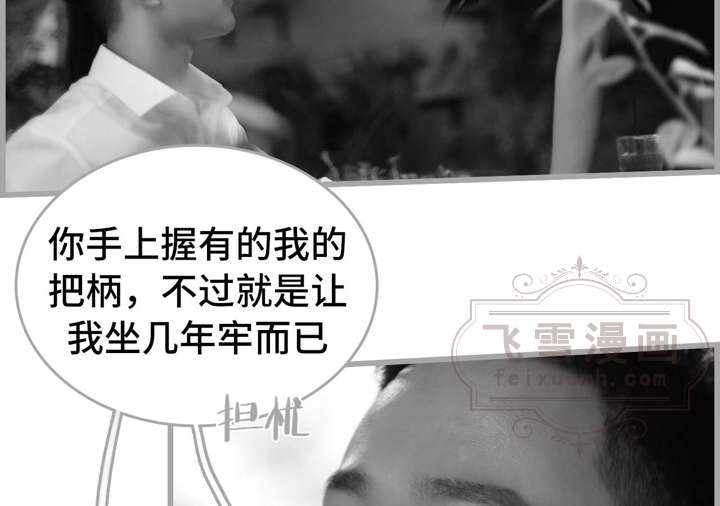 你手上握有的我的
把柄，不过就是让
我坐几年牢而已
担忧
飞雪漫画
feixuemh.com